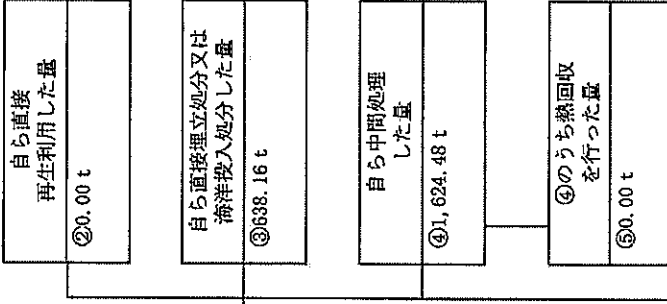 自ら直接
再生利用した量
②0.00 t
自ら直接埋立処分又は
海洋投入処分した量
③638.16 t
自ら中間処理
した量
④1,624.48 t
④のうち熱回収
を行った量
⑤0.00 t